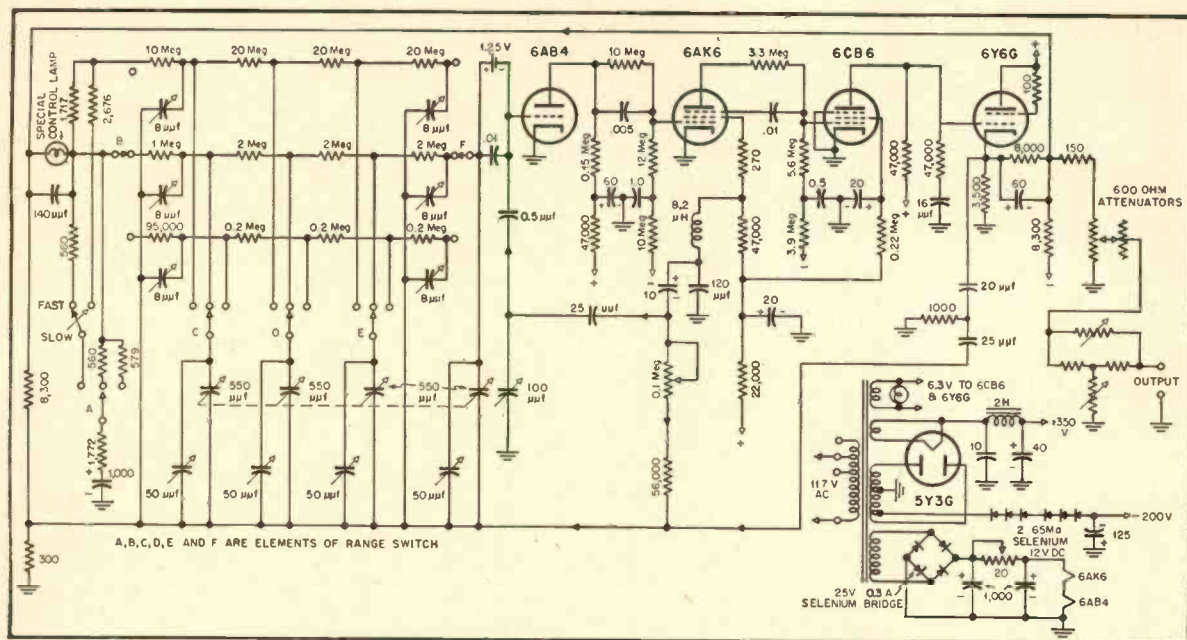 10 Meg
20 Meg
20 Meg
20 Meg
1.25 V
6AB4
10 Meg
6AK6
3.3 MEG
6CB6
6Y6G
SPECIAL
CONTROL LAMP
1,717
2,676
B
8 µµf
.01
.005
.01
100
1 Meg
2 Meg
2 Meg
2 Meg
F
0.15 Meg
12 Meg
270
5.6 Meg
47,000
47,000
8,000
150
8 µµf
8 µµf
140 µµf
60
1.0
0.5
20
16
µµf
3,500
60
600 OHM
ATTENUATORS
560
95,000
0.2 Meg
0.2 Meg
0.2 Meg
0.5 µµf
8.2
µH
47,000
10 Meg
47,000
3.9 Meg
0.22 Meg
8,300
8 µµf
8 µµf
FAST
SLOW
C
D
E
25 µµf
10
120
µµf
20
1000
20 µµf
25 µµf
560
579
A
550
µµf
550
µµf
550
µµf
100
µµf
0.1 Meg
22,000
OUTPUT
8,300
1,772
1,000
50 µµf
50 µµf
50 µµf
50 µµf
56,000
6.3V TO 6CB6
& 6Y6G
2H
+350
V
10
40
117 V
AC
5Y3G
-200V
2 65Ma
SELENIUM
12V DC
125
300
A,B,C,D,E AND F ARE ELEMENTS OF RANGE SWITCH
25V
0.3 A
SELENIUM BRIDGE
20
1,000
6AK6
6AB4